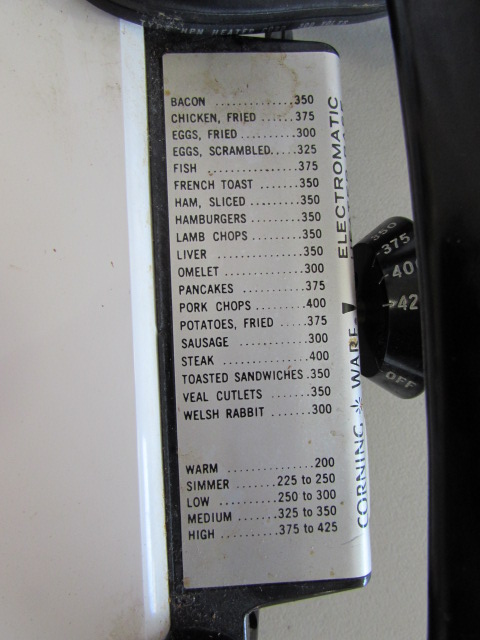 BACON ..............350
CHICKEN, FRIED ......375
EGGS, FRIED ..........300
EGGS, SCRAMBLED.....325
FISH ................375
FRENCH TOAST .......350
HAM, SLICED .........350
HAMBURGERS .........350
LAMB CHOPS .........350
LIVER ...............350
OMELET .............300
PANCAKES ...........375
PORK CHOPS .........400
POTATOES, FRIED .....375
SAUSAGE ............300
STEAK ..............400
TOASTED SANDWICHES .350
VEAL CUTLETS .......350
WELSH RABBIT .......300
WARM ...............200
SIMMER .......225 to 250
LOW ..........250 to 300
MEDIUM .......325 to 350
HIGH ..........375 to 425
CORNING WARE
ELECTROMATIC
375
OFF